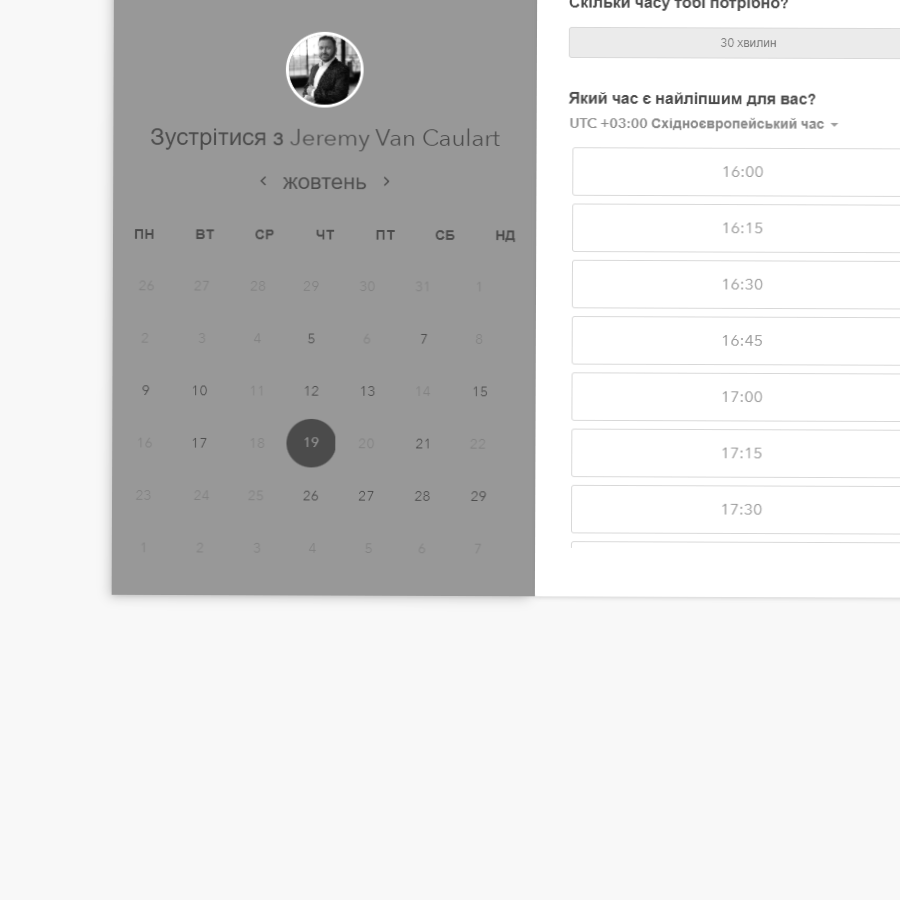 Зустрітися з Jeremy Van Caulart
жовтень
ПН ВТ СР ЧТ ПТ СБ НД
26 27 28 29 30 31 1
2 3 4 5 6 7 8
9 10 11 12 13 14 15
16 17 18 19 20 21 22
23 24 25 26 27 28 29
1 2 3 4 5 6 7
Скільки часу тобі потрібно?
30 хвилин
Який час є найліпшим для вас?
UTC +03:00 Східноєвропейський час
16:00
16:15
16:30
16:45
17:00
17:15
17:30